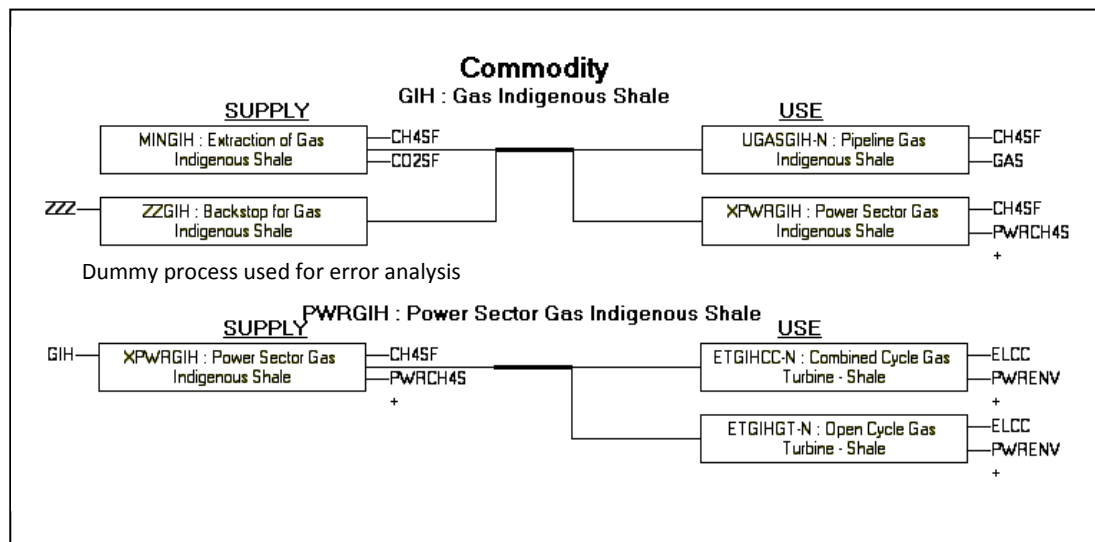 Commodity
GIH : Gas Indigenous Shale
SUPPLY
USE
MINGIH : Extraction of Gas
Indigenous Shale
CH4SF
CO2SF
UGASGIH-N : Pipeline Gas
Indigenous Shale
CH4SF
GAS
ZZZ
ZZGIH : Backstop for Gas
Indigenous Shale
XPWRGIH : Power Sector Gas
Indigenous Shale
CH4SF
PWRCH4S
+
Dummy process used for error analysis
PWRGIH : Power Sector Gas Indigenous Shale
SUPPLY
USE
GIH
XPWRGIH : Power Sector Gas
Indigenous Shale
CH4SF
PWRCH4S
+
ETGIHCC-N : Combined Cycle Gas
Turbine - Shale
ELCC
PWRENV
+
ETGIHGT-N : Open Cycle Gas
Turbine - Shale
ELCC
PWRENV
+